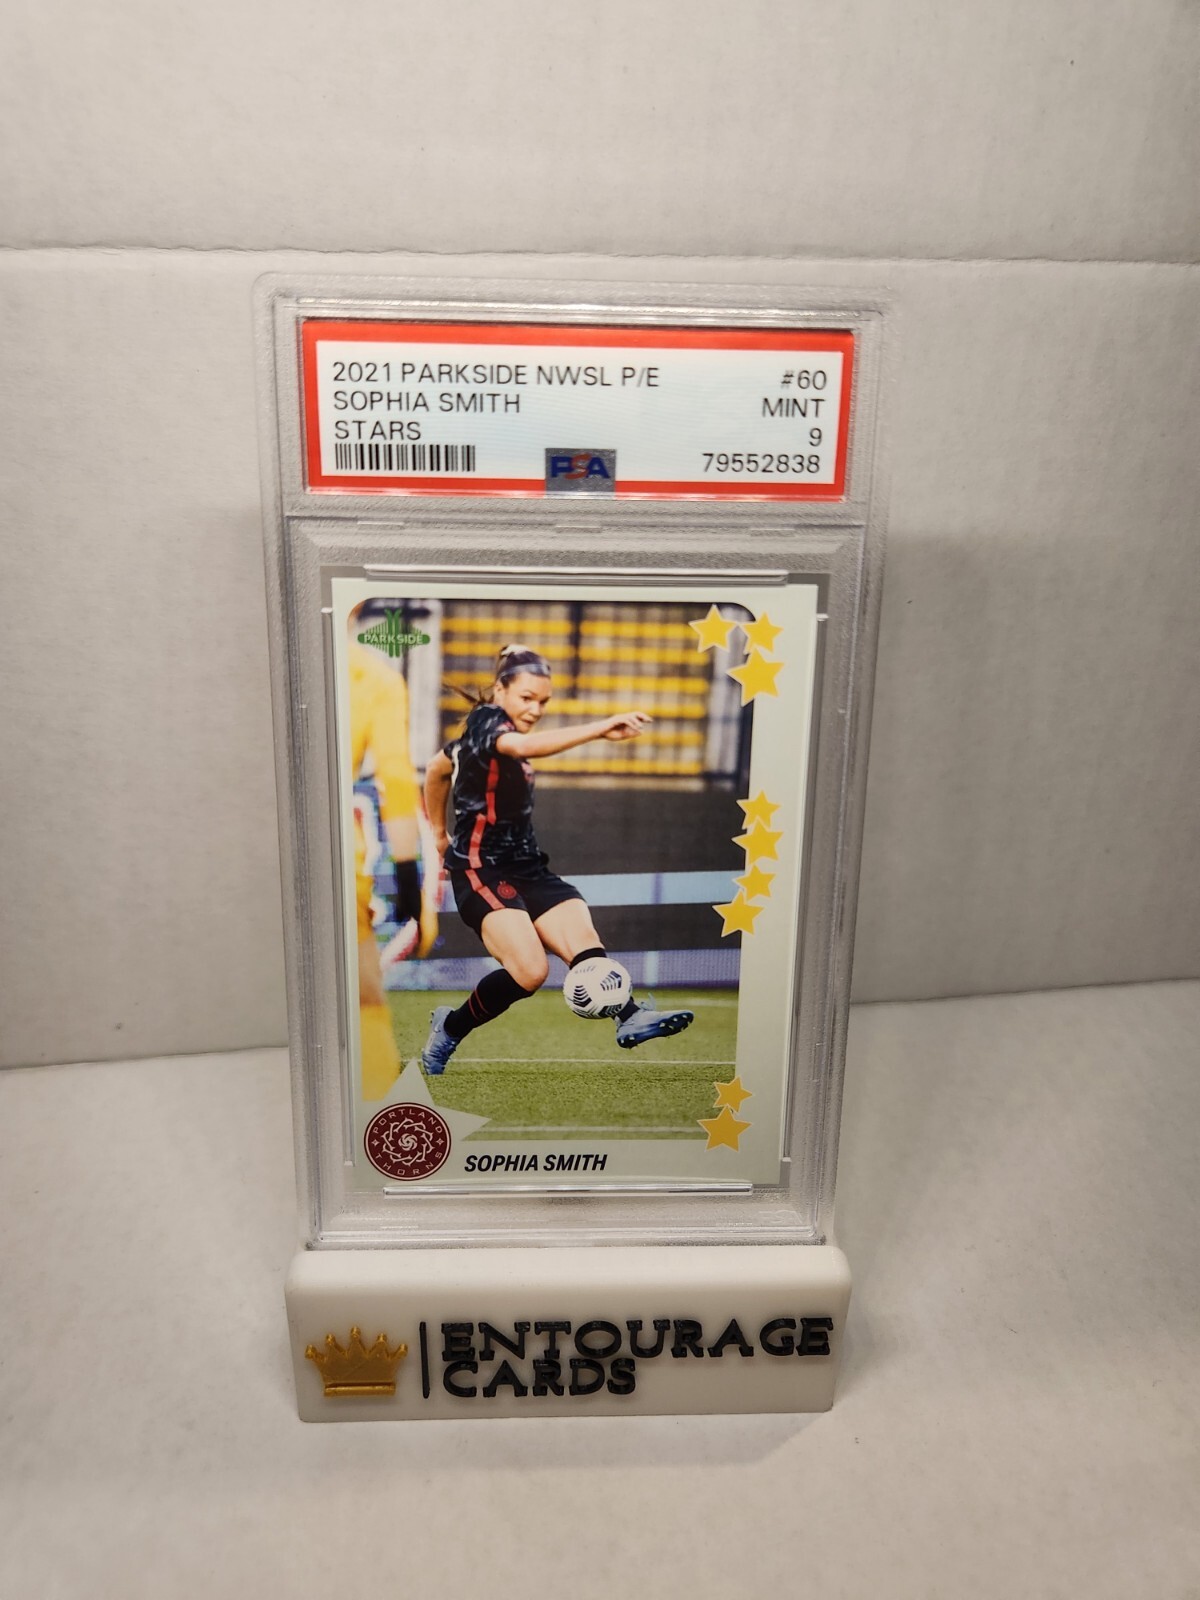 2021 PARKSIDE NWSL P/E #60
SOPHIA SMITH MINT
STARS 9
PSA 79552838
PARKSIDE
PORTLAND
THORNS
SOPHIA SMITH
ENTOURAGE
CARDS